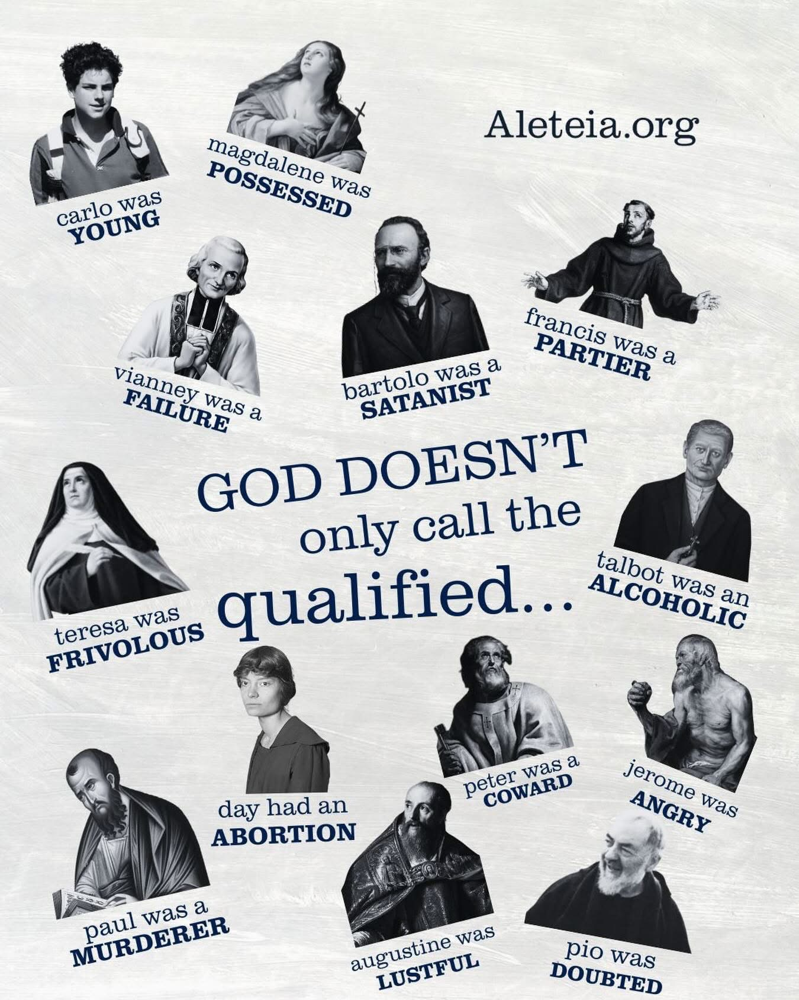 Aleteia.org
carlo was
YOUNG
magdalene was
POSSESSED
vianney was a
FAILURE
bartolo was a
SATANIST
francis was a
PARTIER
GOD DOESN'T
only call the
qualified...
teresa was
FRIVOLOUS
talbot was an
ALCOHOLIC
day had an
ABORTION
peter was a
COWARD
jerome was
ANGRY
paul was a
MURDERER
augustine was
LUSTFUL
pio was
DOUBTED